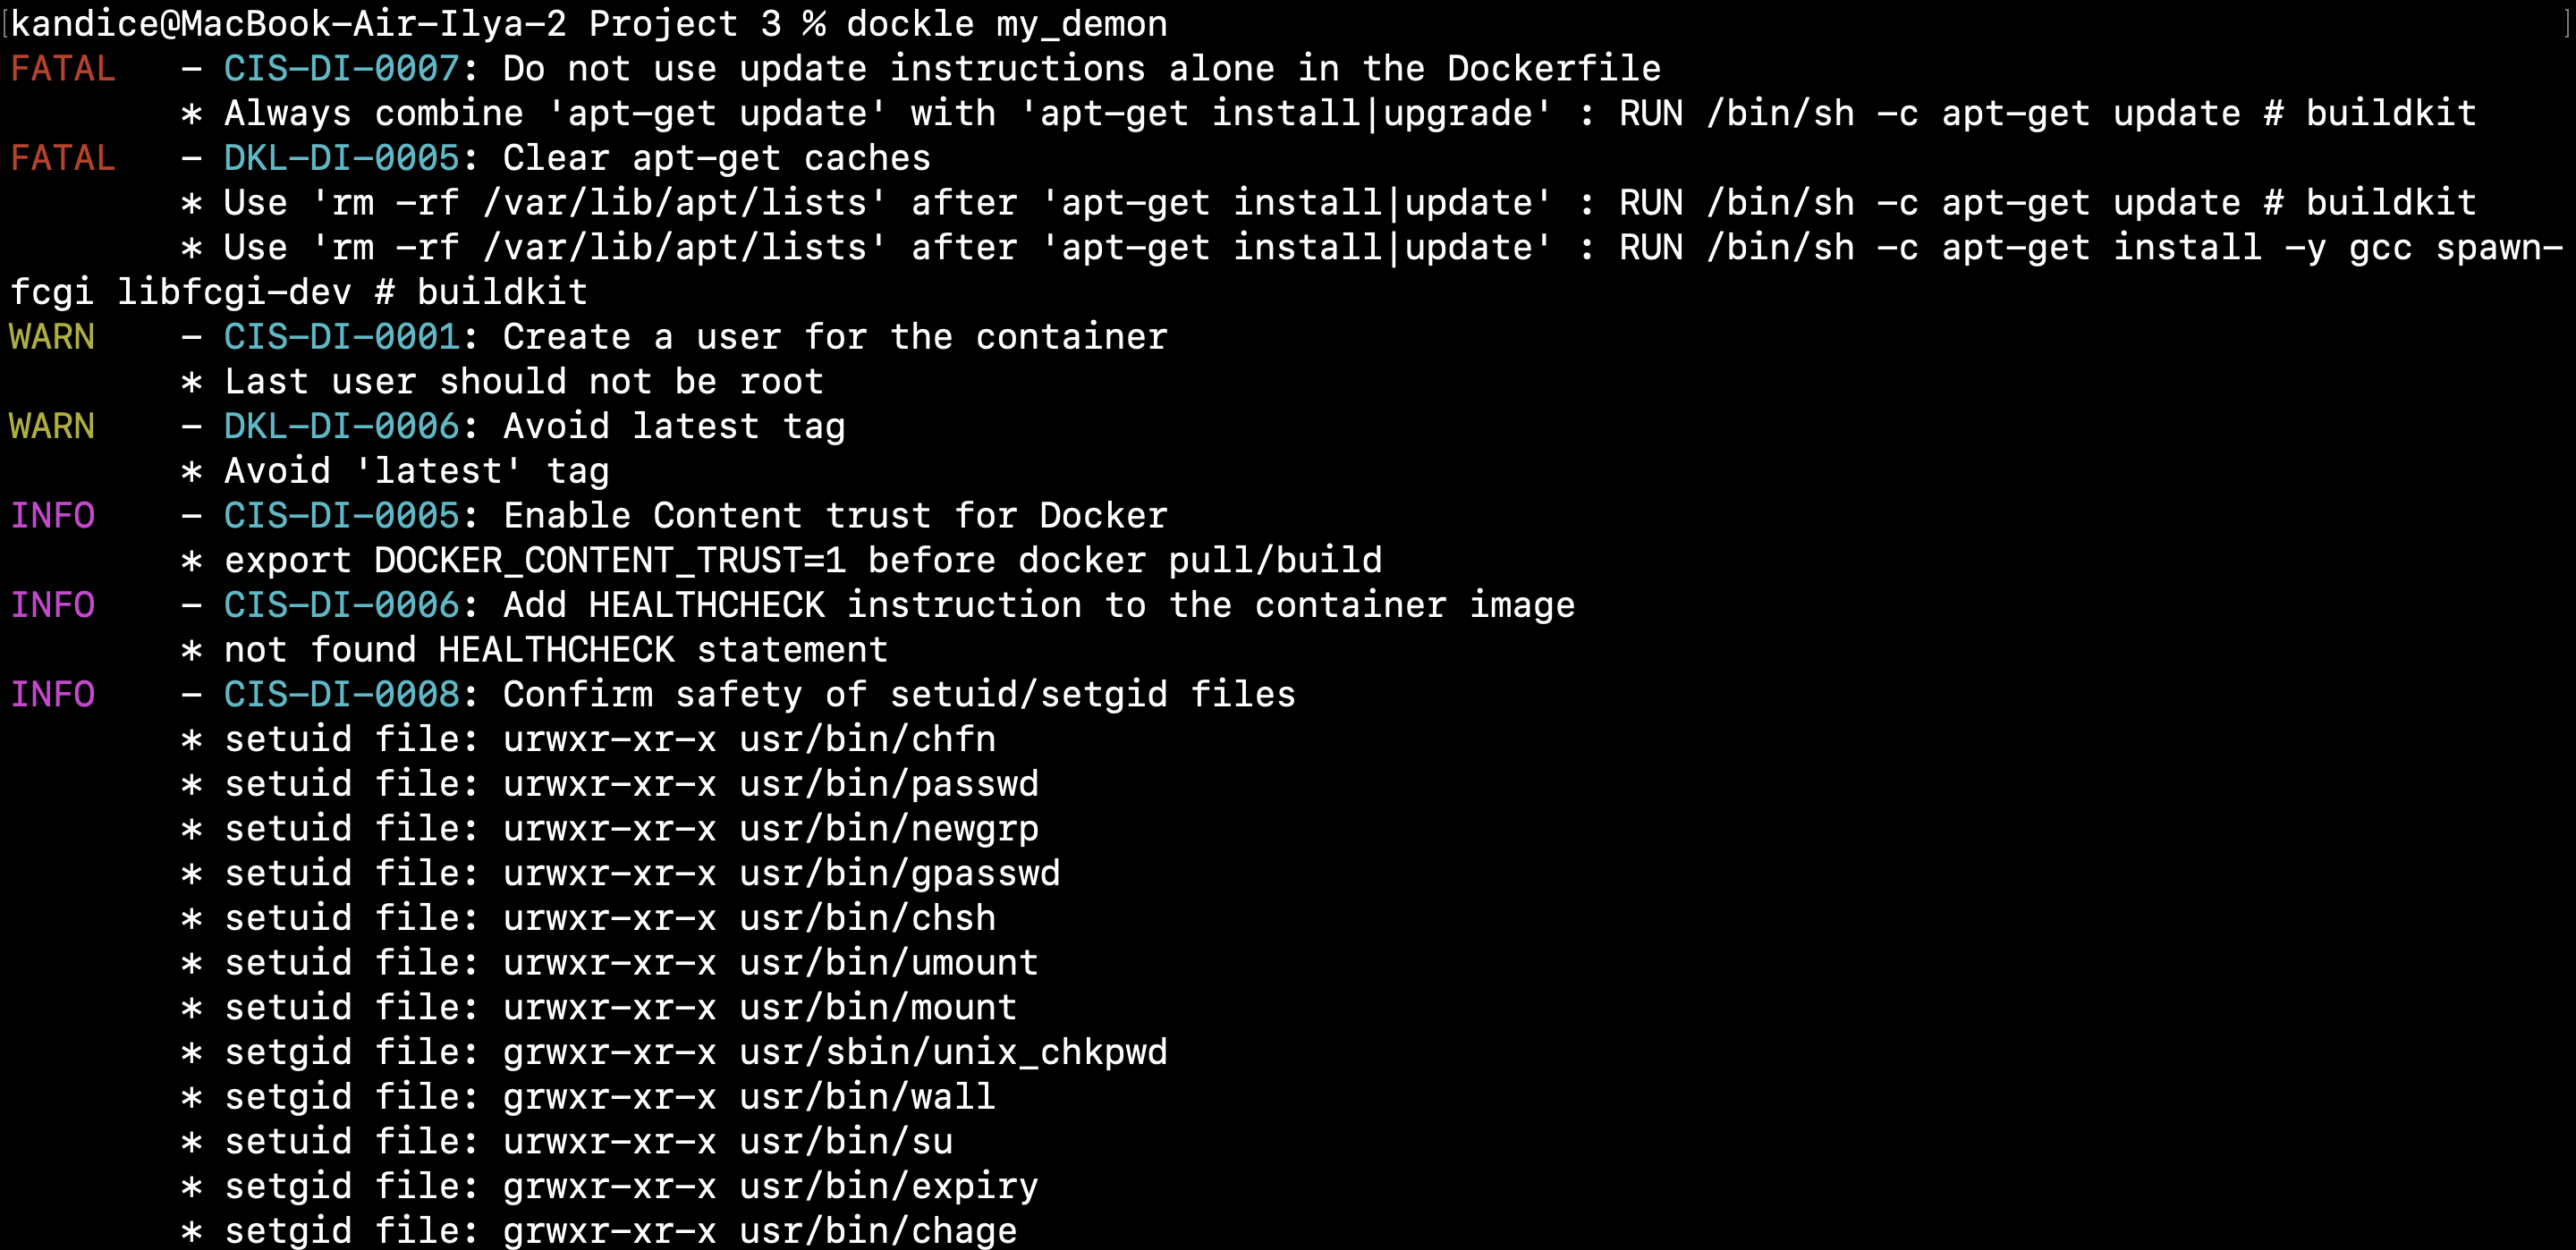 [kandice@MacBook-Air-Ilya-2 Project 3 % dockle my_demon ]
FATAL - CIS-DI-0007: Do not use update instructions alone in the Dockerfile
* Always combine 'apt-get update' with 'apt-get install|upgrade' : RUN /bin/sh -c apt-get update # buildkit
FATAL - DKL-DI-0005: Clear apt-get caches
* Use 'rm -rf /var/lib/apt/lists' after 'apt-get install|update' : RUN /bin/sh -c apt-get update # buildkit
* Use 'rm -rf /var/lib/apt/lists' after 'apt-get install|update' : RUN /bin/sh -c apt-get install -y gcc spawn-
fcgi libfcgi-dev # buildkit
WARN - CIS-DI-0001: Create a user for the container
* Last user should not be root
WARN - DKL-DI-0006: Avoid latest tag
* Avoid 'latest' tag
INFO - CIS-DI-0005: Enable Content trust for Docker
* export DOCKER_CONTENT_TRUST=1 before docker pull/build
INFO - CIS-DI-0006: Add HEALTHCHECK instruction to the container image
* not found HEALTHCHECK statement
INFO - CIS-DI-0008: Confirm safety of setuid/setgid files
* setuid file: urwxr-xr-x usr/bin/chfn
* setuid file: urwxr-xr-x usr/bin/passwd
* setuid file: urwxr-xr-x usr/bin/newgrp
* setuid file: urwxr-xr-x usr/bin/gpasswd
* setuid file: urwxr-xr-x usr/bin/chsh
* setuid file: urwxr-xr-x usr/bin/umount
* setuid file: urwxr-xr-x usr/bin/mount
* setgid file: grwxr-xr-x usr/sbin/unix_chkpwd
* setgid file: grwxr-xr-x usr/bin/wall
* setuid file: urwxr-xr-x usr/bin/su
* setgid file: grwxr-xr-x usr/bin/expiry
* setgid file: grwxr-xr-x usr/bin/chage